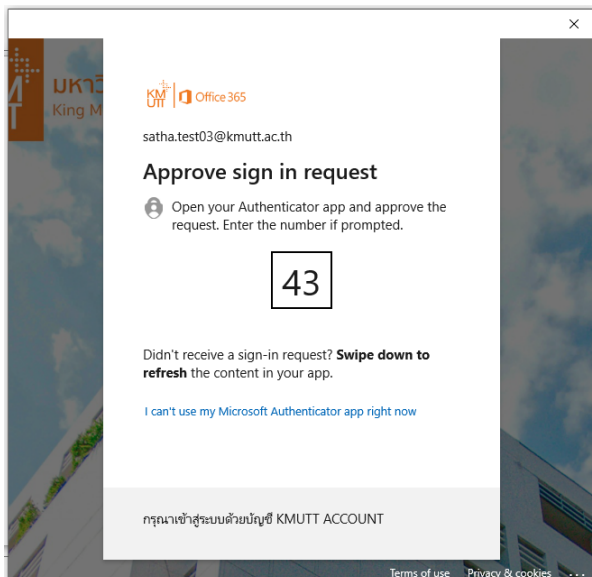 ×
มหาวิ
King M
KMUTT Office 365
satha.test03@kmutt.ac.th
Approve sign in request
Open your Authenticator app and approve the
request. Enter the number if prompted.
43
Didn't receive a sign-in request? Swipe down to
refresh the content in your app.
I can't use my Microsoft Authenticator app right now
กรุณาเข้าสู่ระบบด้วยบัญชี KMUTT ACCOUNT
Terms of use Privacy & cookies ...